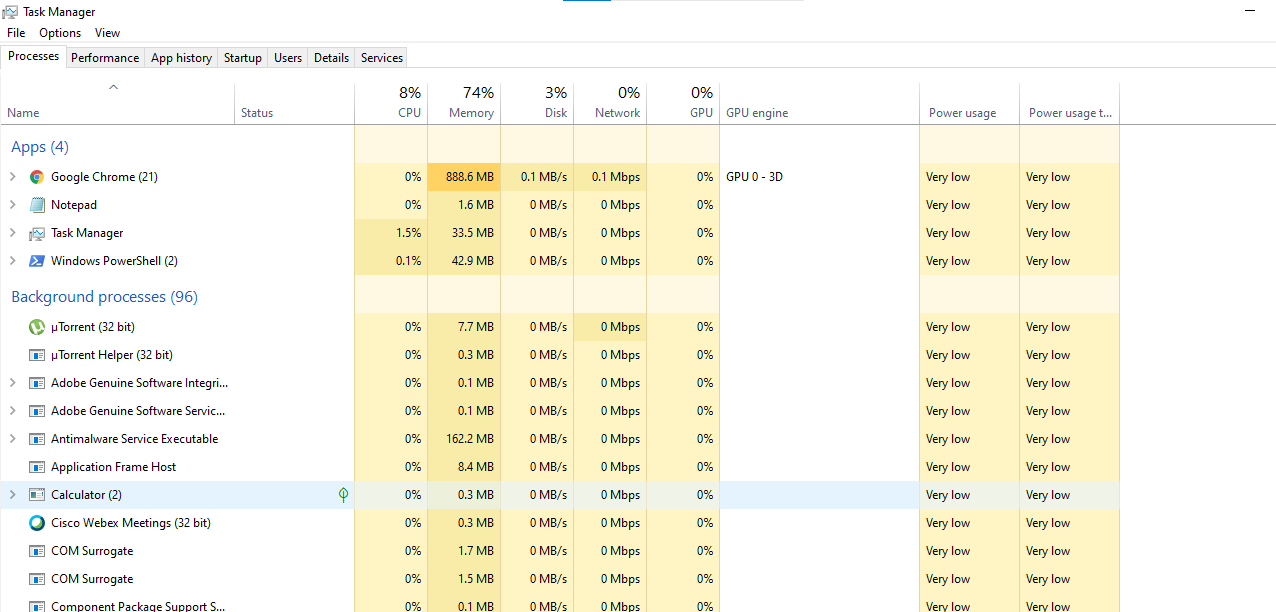 Task Manager
File Options View
Processes Performance App history Startup Users Details Services
8% 74% 3% 0% 0%
Name Status CPU Memory Disk Network GPU GPU engine Power usage Power usage t...
Apps (4)
Google Chrome (21) 0% 888.6 MB 0.1 MB/s 0.1 Mbps 0% GPU 0 - 3D Very low Very low
Notepad 0% 1.6 MB 0 MB/s 0 Mbps 0% Very low Very low
Task Manager 1.5% 33.5 MB 0 MB/s 0 Mbps 0% Very low Very low
Windows PowerShell (2) 0.1% 42.9 MB 0 MB/s 0 Mbps 0% Very low Very low
Background processes (96)
µTorrent (32 bit) 0% 7.7 MB 0 MB/s 0 Mbps 0% Very low Very low
µTorrent Helper (32 bit) 0% 0.3 MB 0 MB/s 0 Mbps 0% Very low Very low
Adobe Genuine Software Integri... 0% 0.1 MB 0 MB/s 0 Mbps 0% Very low Very low
Adobe Genuine Software Servic... 0% 0.1 MB 0 MB/s 0 Mbps 0% Very low Very low
Antimalware Service Executable 0% 162.2 MB 0 MB/s 0 Mbps 0% Very low Very low
Application Frame Host 0% 8.4 MB 0 MB/s 0 Mbps 0% Very low Very low
Calculator (2) 0% 0.3 MB 0 MB/s 0 Mbps 0% Very low Very low
Cisco Webex Meetings (32 bit) 0% 0.3 MB 0 MB/s 0 Mbps 0% Very low Very low
COM Surrogate 0% 1.7 MB 0 MB/s 0 Mbps 0% Very low Very low
COM Surrogate 0% 1.5 MB 0 MB/s 0 Mbps 0% Very low Very low
Component Package Support S... 0% 0.1 MB 0 MB/s 0 Mbps 0% Very low Very low